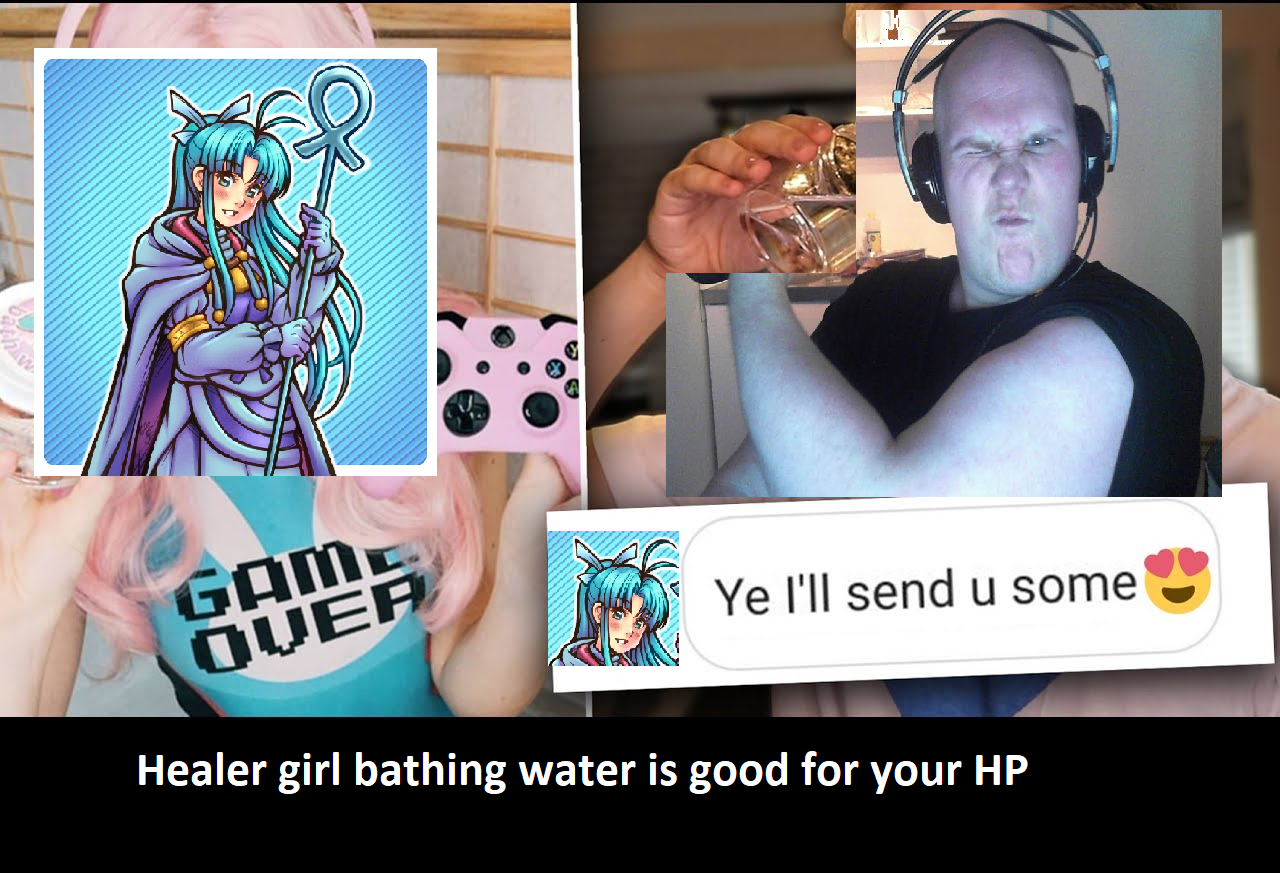 GAME
OVER
Y
X
A
Ye I'll send u some
Healer girl bathing water is good for your HP